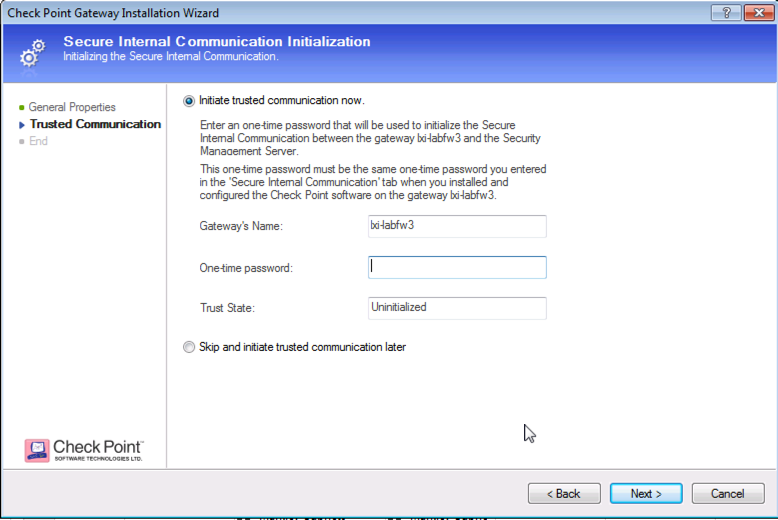 Check Point Gateway Installation Wizard
?
Secure Internal Communication Initialization
Initializing the Secure Internal Communication.
General Properties
Trusted Communication
End
Initiate trusted communication now.
Enter an one-time password that will be used to initialize the Secure
Internal Communication between the gateway lxi-labfw3 and the Security
Management Server.
This one-time password must be the same one-time password you entered
in the 'Secure Internal Communication' tab when you installed and
configured the Check Point software on the gateway lxi-labfw3.
Gateway's Name:
lxi-labfw3
One-time password:
Trust State:
Uninitialized
Skip and initiate trusted communication later
Check Point
SOFTWARE TECHNOLOGIES LTD.
< Back
Next >
Cancel